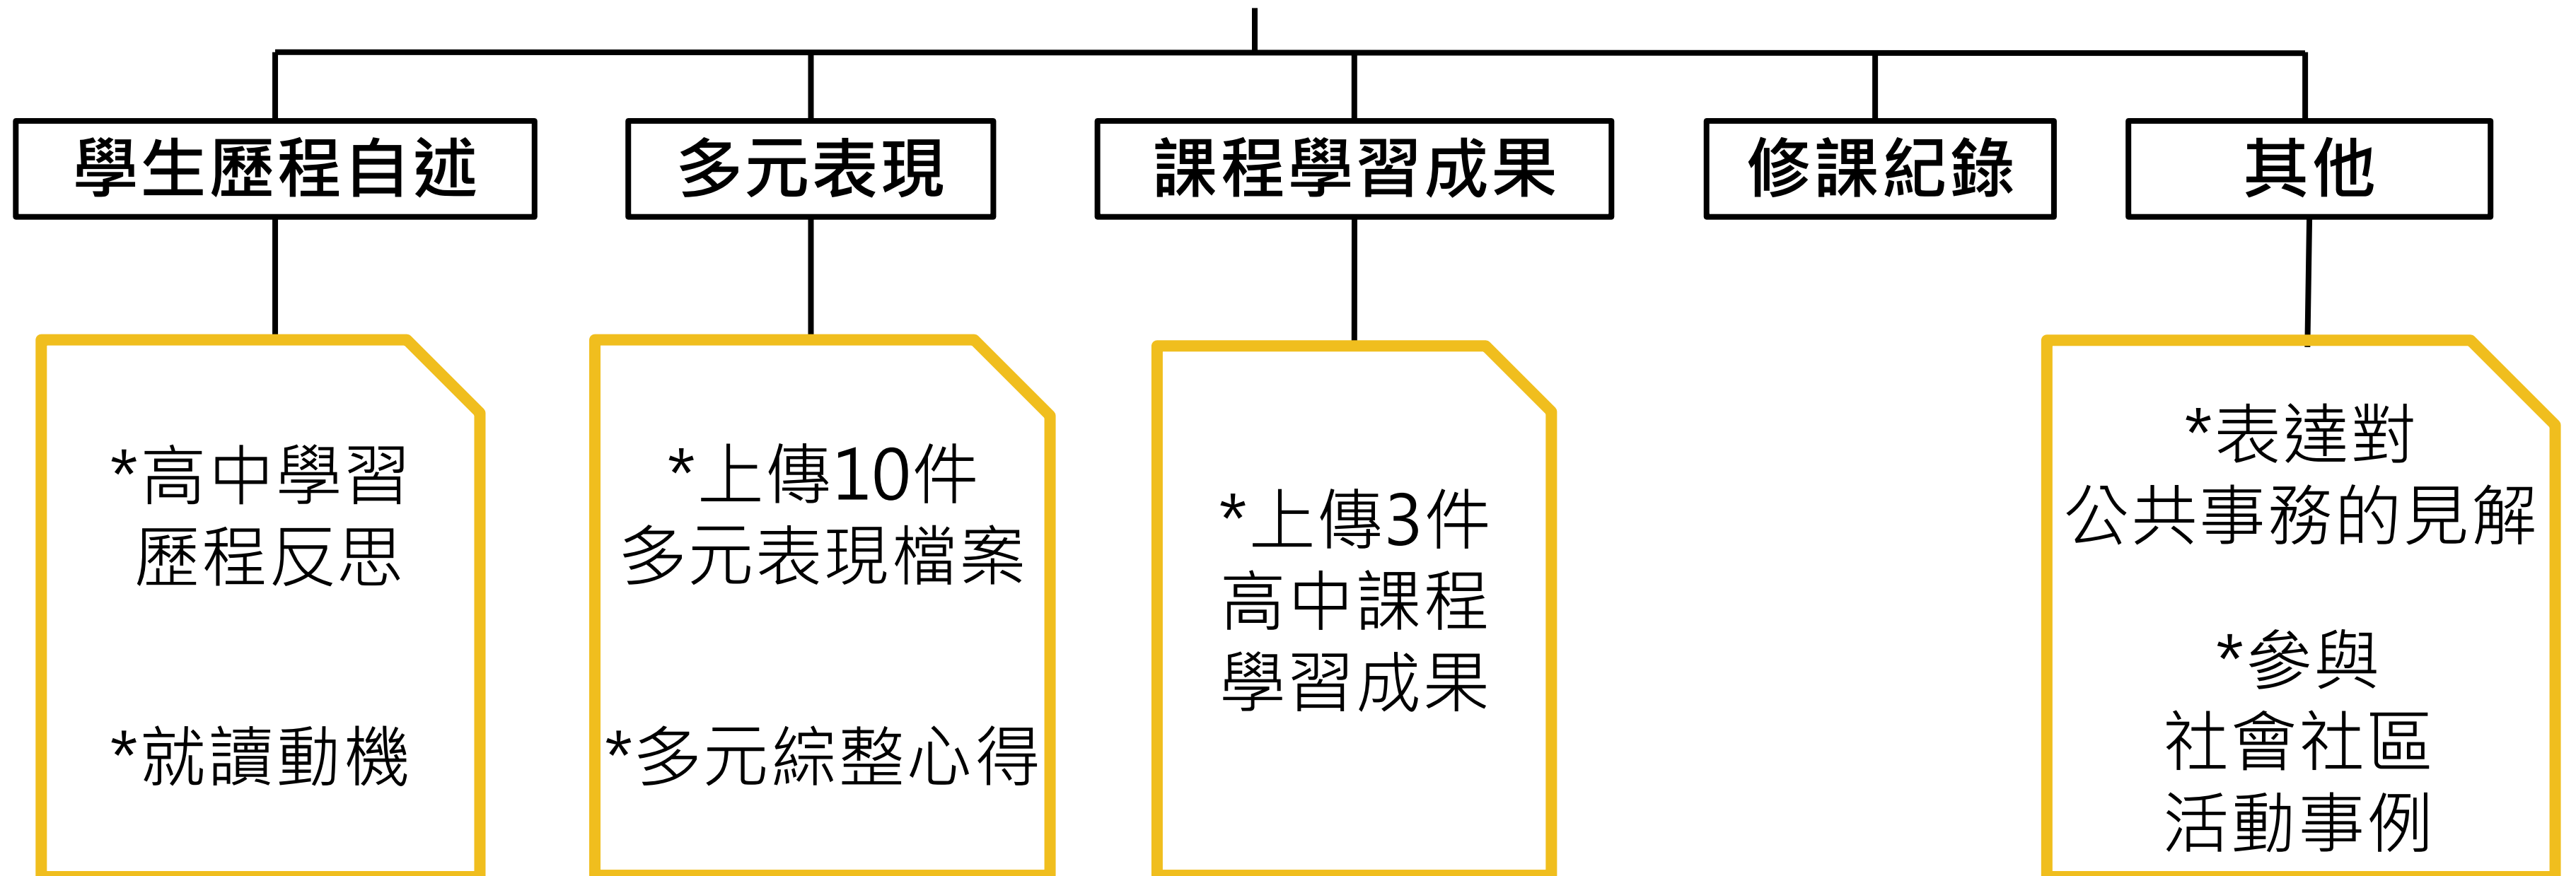 學生歷程自述
多元表現
課程學習成果
修課紀錄
其他
*高中學習
歷程反思
*就讀動機
*上傳10件
多元表現檔案
*多元綜整心得
*上傳3件
高中課程
學習成果
*表達對
公共事務的見解
*參與
社會社區
活動事例